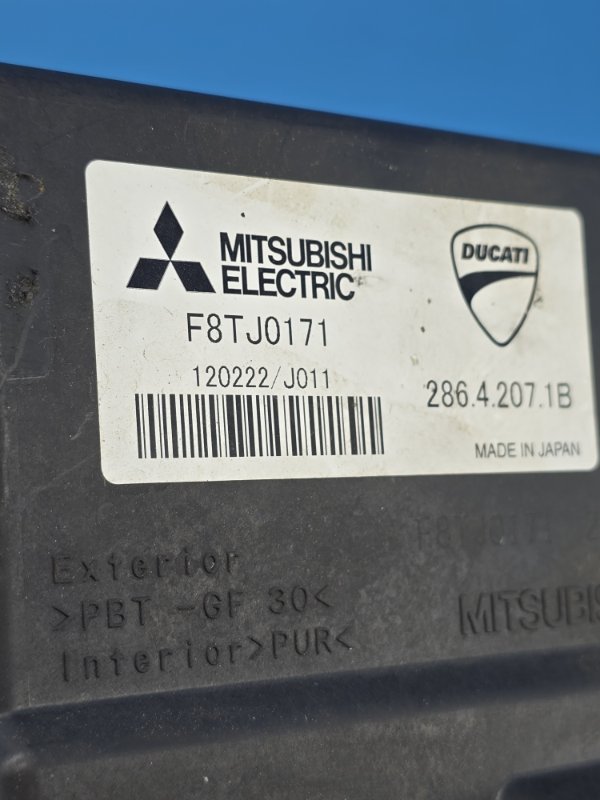 MITSUBISHI
ELECTRIC
DUCATI
F8TJ0171
120222/J011
286.4.207.1B
MADE IN JAPAN
F8TJ0171
Exterior
>PBT -GF 30<
MITSUBIS
Interior>PUR<